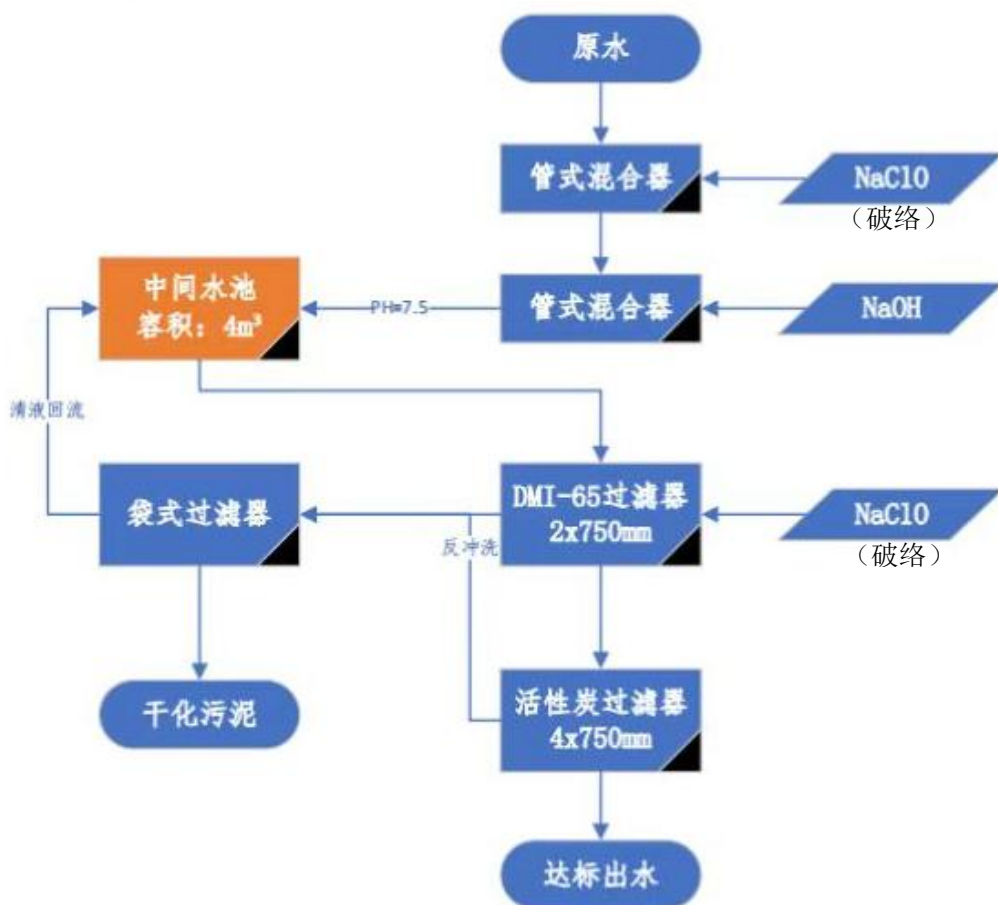 原水
管式混合器
NaClO
（破络）
中间水池
容积：4m³
PH=7.5
管式混合器
NaOH
清液回流
袋式过滤器
反冲洗
DMI-65过滤器
2x750mm
NaClO
（破络）
干化污泥
活性炭过滤器
4x750mm
达标出水